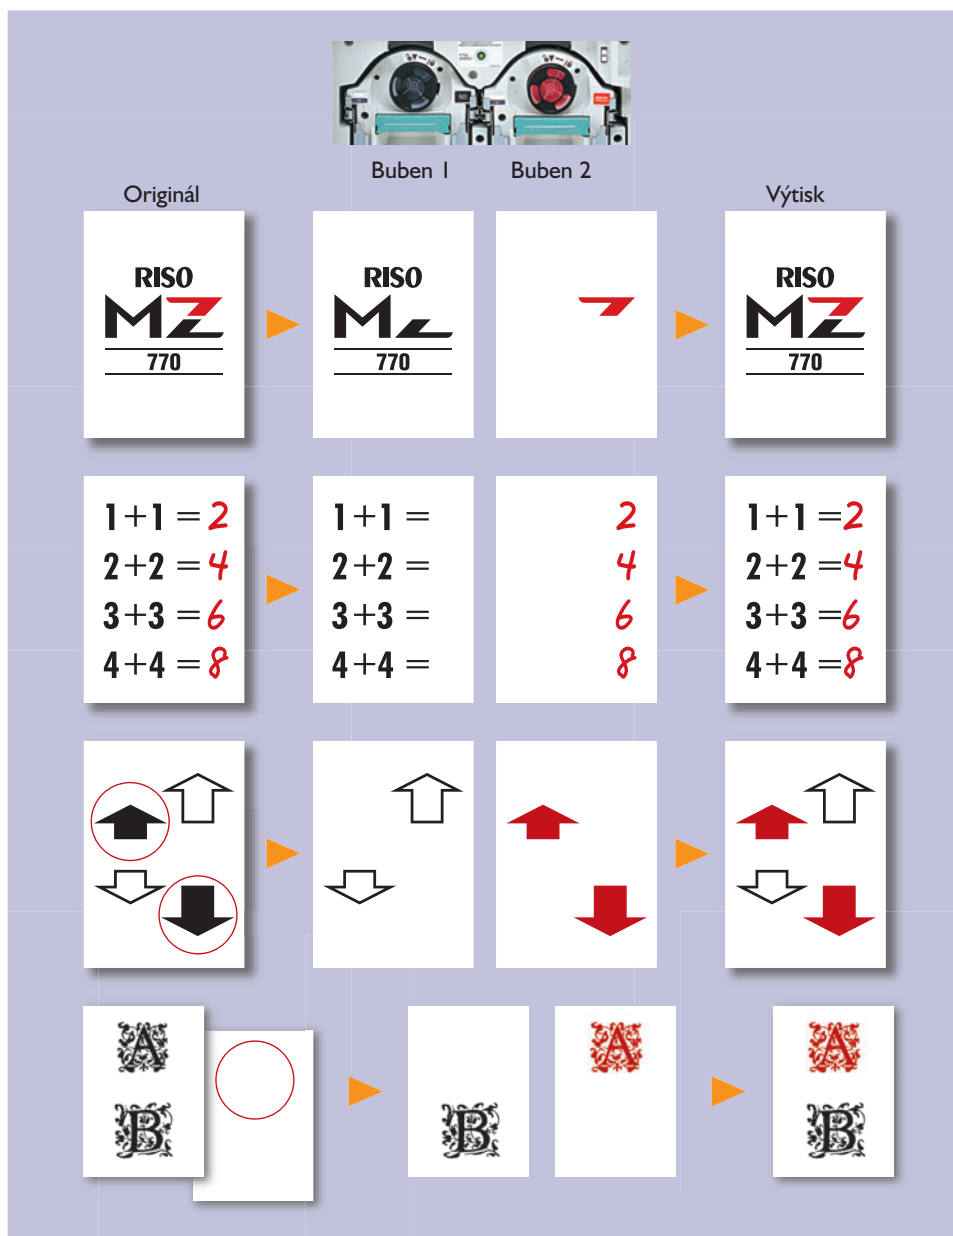 Buben 1 Buben 2
Originál Výtisk
RISO RISO RISO
MZ M MZ
770 770 770
1+1 = 2 1+1 = 2 1+1 =2
2+2 = 4 2+2 = 4 2+2 =4
3+3 =6 3+3 = 6 3+3 =6
4+4 = 8 4+4 = 8 4+4 =8
A A A
B B B